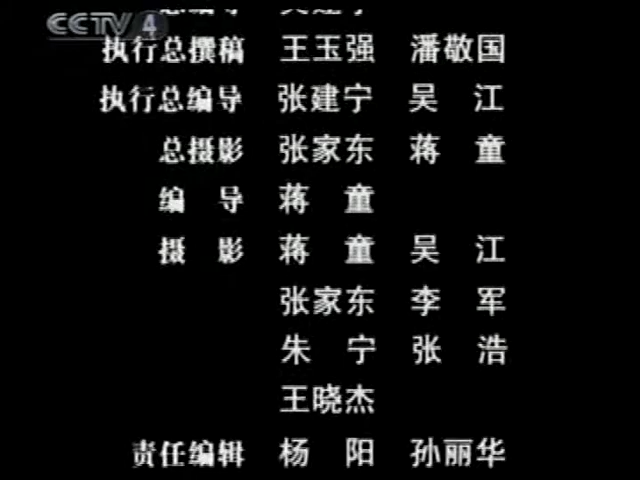 CCTV 4
执行总撰稿 王玉强 潘敬国
执行总编导 张建宁 吴 江
总摄影 张家东 蒋 童
编 导 蒋 童
摄 影 蒋 童 吴 江
张家东 李 军
朱 宁 张 浩
王晓杰
责任编辑 杨 阳 孙丽华